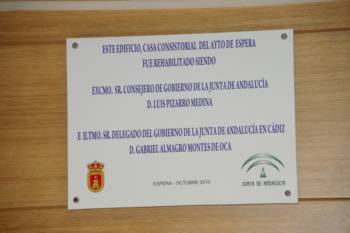 ESTE EDIFICIO, CASA CONSISTORIAL DEL AYTO DE ESPERA
FUE REHABILITADO SIENDO
EXCMO. SR. CONSEJERO DE GOBIERNO DE LA JUNTA DE ANDALUCÍA
D. LUIS PIZARRO MEDINA
E ILTMO. SR. DELEGADO DEL GOBIERNO DE LA JUNTA DE ANDALUCÍA EN CÁDIZ
D. GABRIEL ALMAGRO MONTES DE OCA
ESPERA - OCTUBRE 2010
JUNTA DE ANDALUCIA